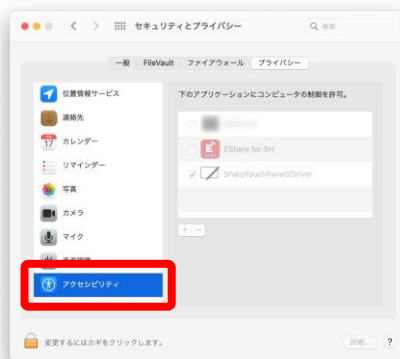 セキュリティとプライバシー
検索
一般 FileVault ファイアウォール プライバシー
位置情報サービス
連絡先
17 カレンダー
リマインダー
写真
カメラ
マイク
アクセシビリティ
下のアプリケーションにコンピュータの制御を許可。
EShare for SH
SharpTouchPanel2Driver
+ −
変更するにはカギをクリックします。
詳細... ?